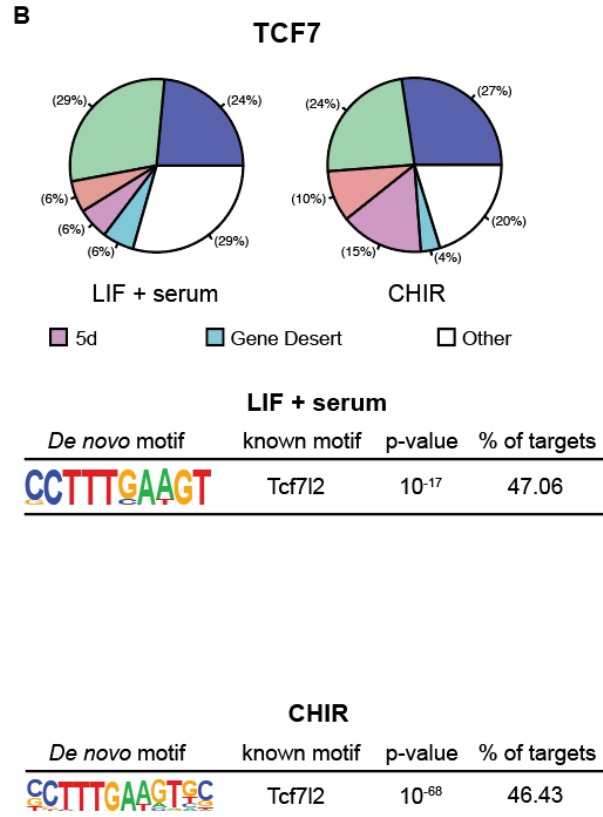 B
TCF7
(29%) (24%) (24%) (27%)
(6%) (10%)
(6%) (15%)
(6%) (29%) (4%) (20%)
LIF + serum CHIR
5d Gene Desert Other
LIF + serum
De novo motif known motif p-value % of targets
CCTTTGAAGT Tcf7l2 10⁻¹⁷ 47.06
CHIR
De novo motif known motif p-value % of targets
CCTTTGAAGTGC Tcf7l2 10⁻⁶⁸ 46.43